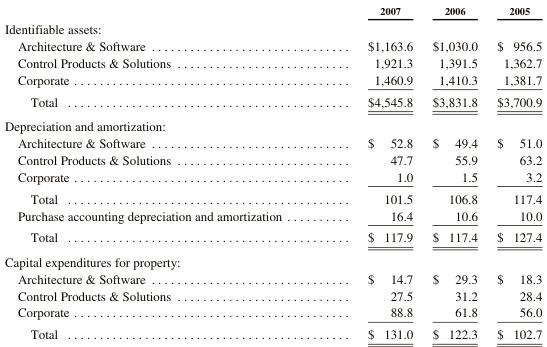 2007 2006 2005
Identifiable assets:
Architecture & Software . . . . . . . . . . . . . . . . . . . . . . . . . . . . . $1,163.6 $1,030.0 $ 956.5
Control Products & Solutions . . . . . . . . . . . . . . . . . . . . . . . . . 1,921.3 1,391.5 1,362.7
Corporate . . . . . . . . . . . . . . . . . . . . . . . . . . . . . . . . . . . . . . . . 1,460.9 1,410.3 1,381.7
Total . . . . . . . . . . . . . . . . . . . . . . . . . . . . . . . . . . . . . . . . . $4,545.8 $3,831.8 $3,700.9
Depreciation and amortization:
Architecture & Software . . . . . . . . . . . . . . . . . . . . . . . . . . . . . $ 52.8 $ 49.4 $ 51.0
Control Products & Solutions . . . . . . . . . . . . . . . . . . . . . . . . . 47.7 55.9 63.2
Corporate . . . . . . . . . . . . . . . . . . . . . . . . . . . . . . . . . . . . . . . . 1.0 1.5 3.2
Total . . . . . . . . . . . . . . . . . . . . . . . . . . . . . . . . . . . . . . . . . 101.5 106.8 117.4
Purchase accounting depreciation and amortization . . . . . . . . . . 16.4 10.6 10.0
Total . . . . . . . . . . . . . . . . . . . . . . . . . . . . . . . . . . . . . . . . . $ 117.9 $ 117.4 $ 127.4
Capital expenditures for property:
Architecture & Software . . . . . . . . . . . . . . . . . . . . . . . . . . . . . $ 14.7 $ 29.3 $ 18.3
Control Products & Solutions . . . . . . . . . . . . . . . . . . . . . . . . . 27.5 31.2 28.4
Corporate . . . . . . . . . . . . . . . . . . . . . . . . . . . . . . . . . . . . . . . . 88.8 61.8 56.0
Total . . . . . . . . . . . . . . . . . . . . . . . . . . . . . . . . . . . . . . . . . $ 131.0 $ 122.3 $ 102.7